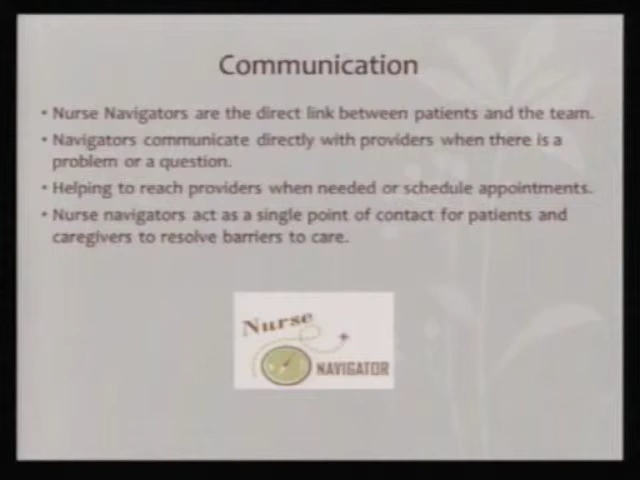 Communication
• Nurse Navigators are the direct link between patients and the team.
• Navigators communicate directly with providers when there is a
problem or a question.
• Helping to reach providers when needed or schedule appointments.
• Nurse navigators act as a single point of contact for patients and
caregivers to resolve barriers to care.
Nurse
NAVIGATOR